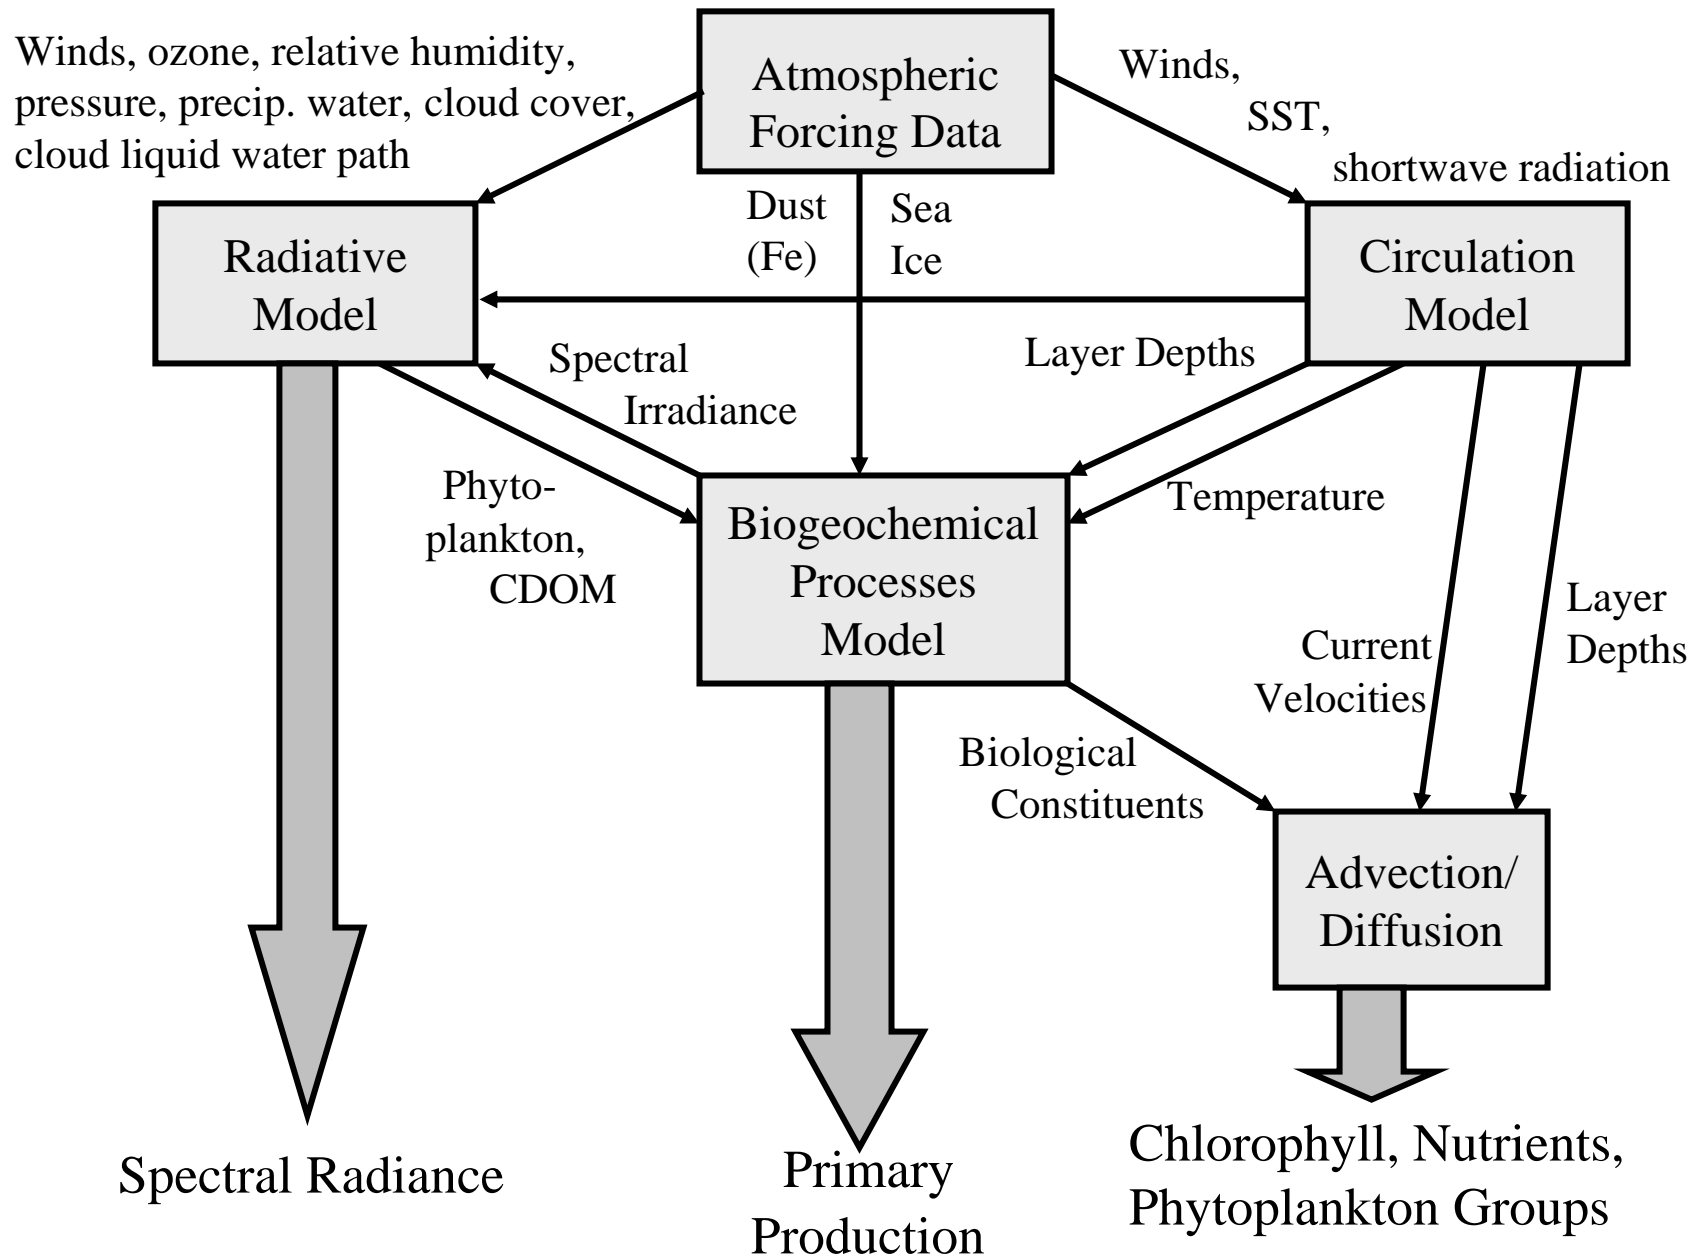 Winds, ozone, relative humidity,
pressure, precip. water, cloud cover,
cloud liquid water path
Atmospheric
Forcing Data
Winds,
SST,
shortwave radiation
Dust
(Fe)
Sea
Ice
Radiative
Model
Circulation
Model
Spectral
Irradiance
Layer Depths
Phyto-
plankton,
CDOM
Biogeochemical
Processes
Model
Temperature
Current
Velocities
Layer
Depths
Biological
Constituents
Advection/
Diffusion
Spectral Radiance
Primary
Production
Chlorophyll, Nutrients,
Phytoplankton Groups